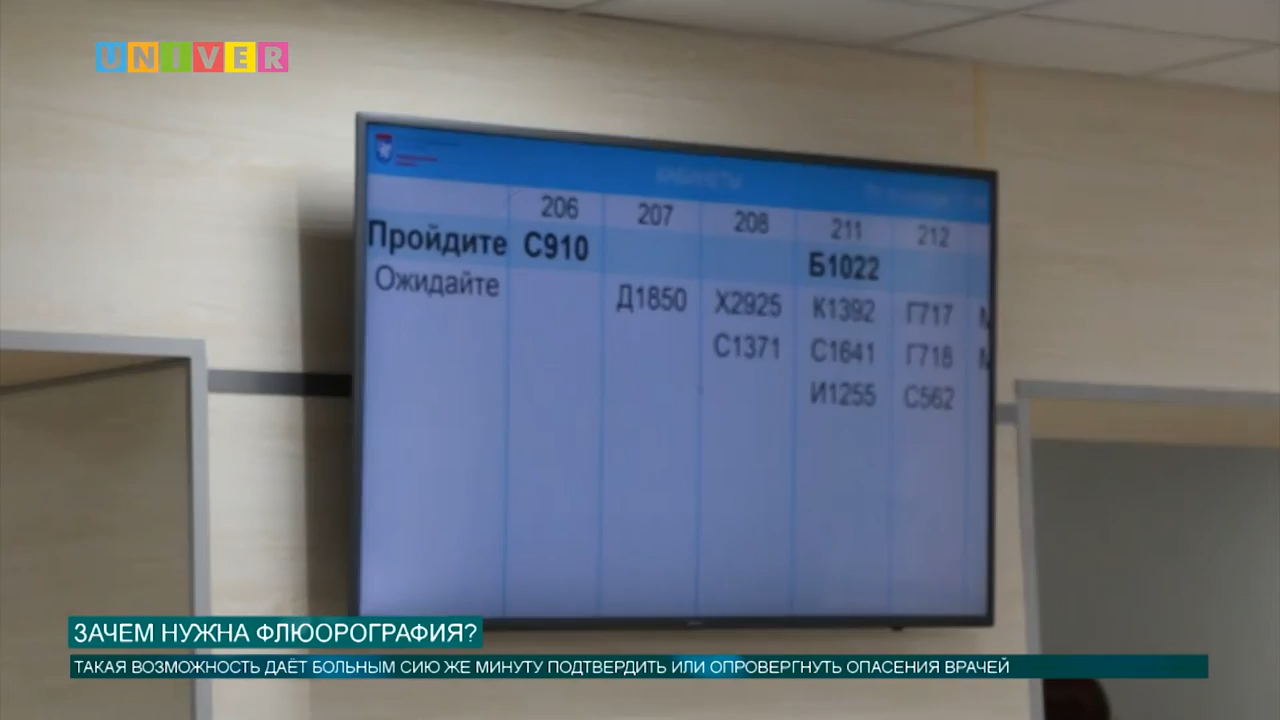 UNIVER
КАБИНЕТЫ
206 207 208 211 212
Пройдите С910 Б1022
Ожидайте Д1850 Х2925 К1392 Г717
С1371 С1641 Г718
И1255 С562
ЗАЧЕМ НУЖНА ФЛЮОРОГРАФИЯ?
ТАКАЯ ВОЗМОЖНОСТЬ ДАЁТ БОЛЬНЫМ СИЮ ЖЕ МИНУТУ ПОДТВЕРДИТЬ ИЛИ ОПРОВЕРГНУТЬ ОПАСЕНИЯ ВРАЧЕЙ